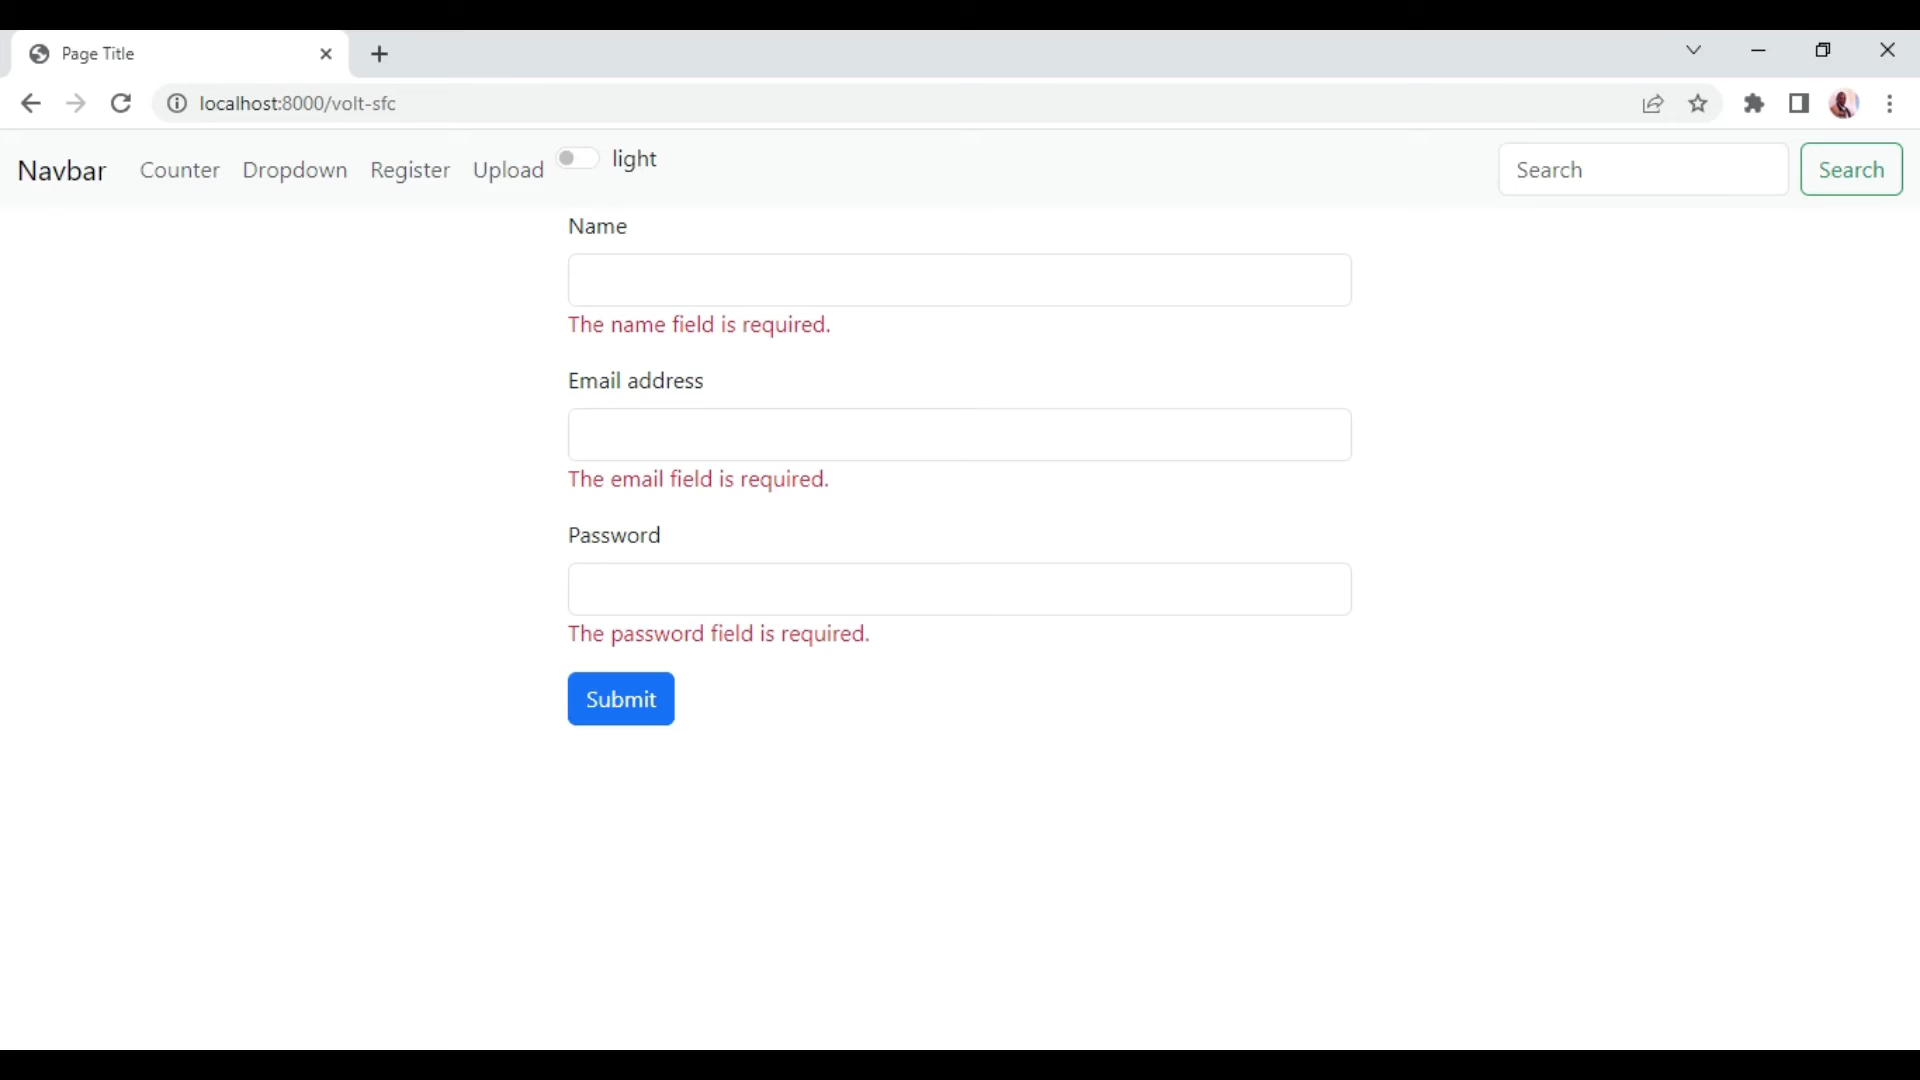 Page Title
localhost:8000/volt-sfc
Navbar Counter Dropdown Register Upload light Search Search
Name
The name field is required.
Email address
The email field is required.
Password
The password field is required.
Submit